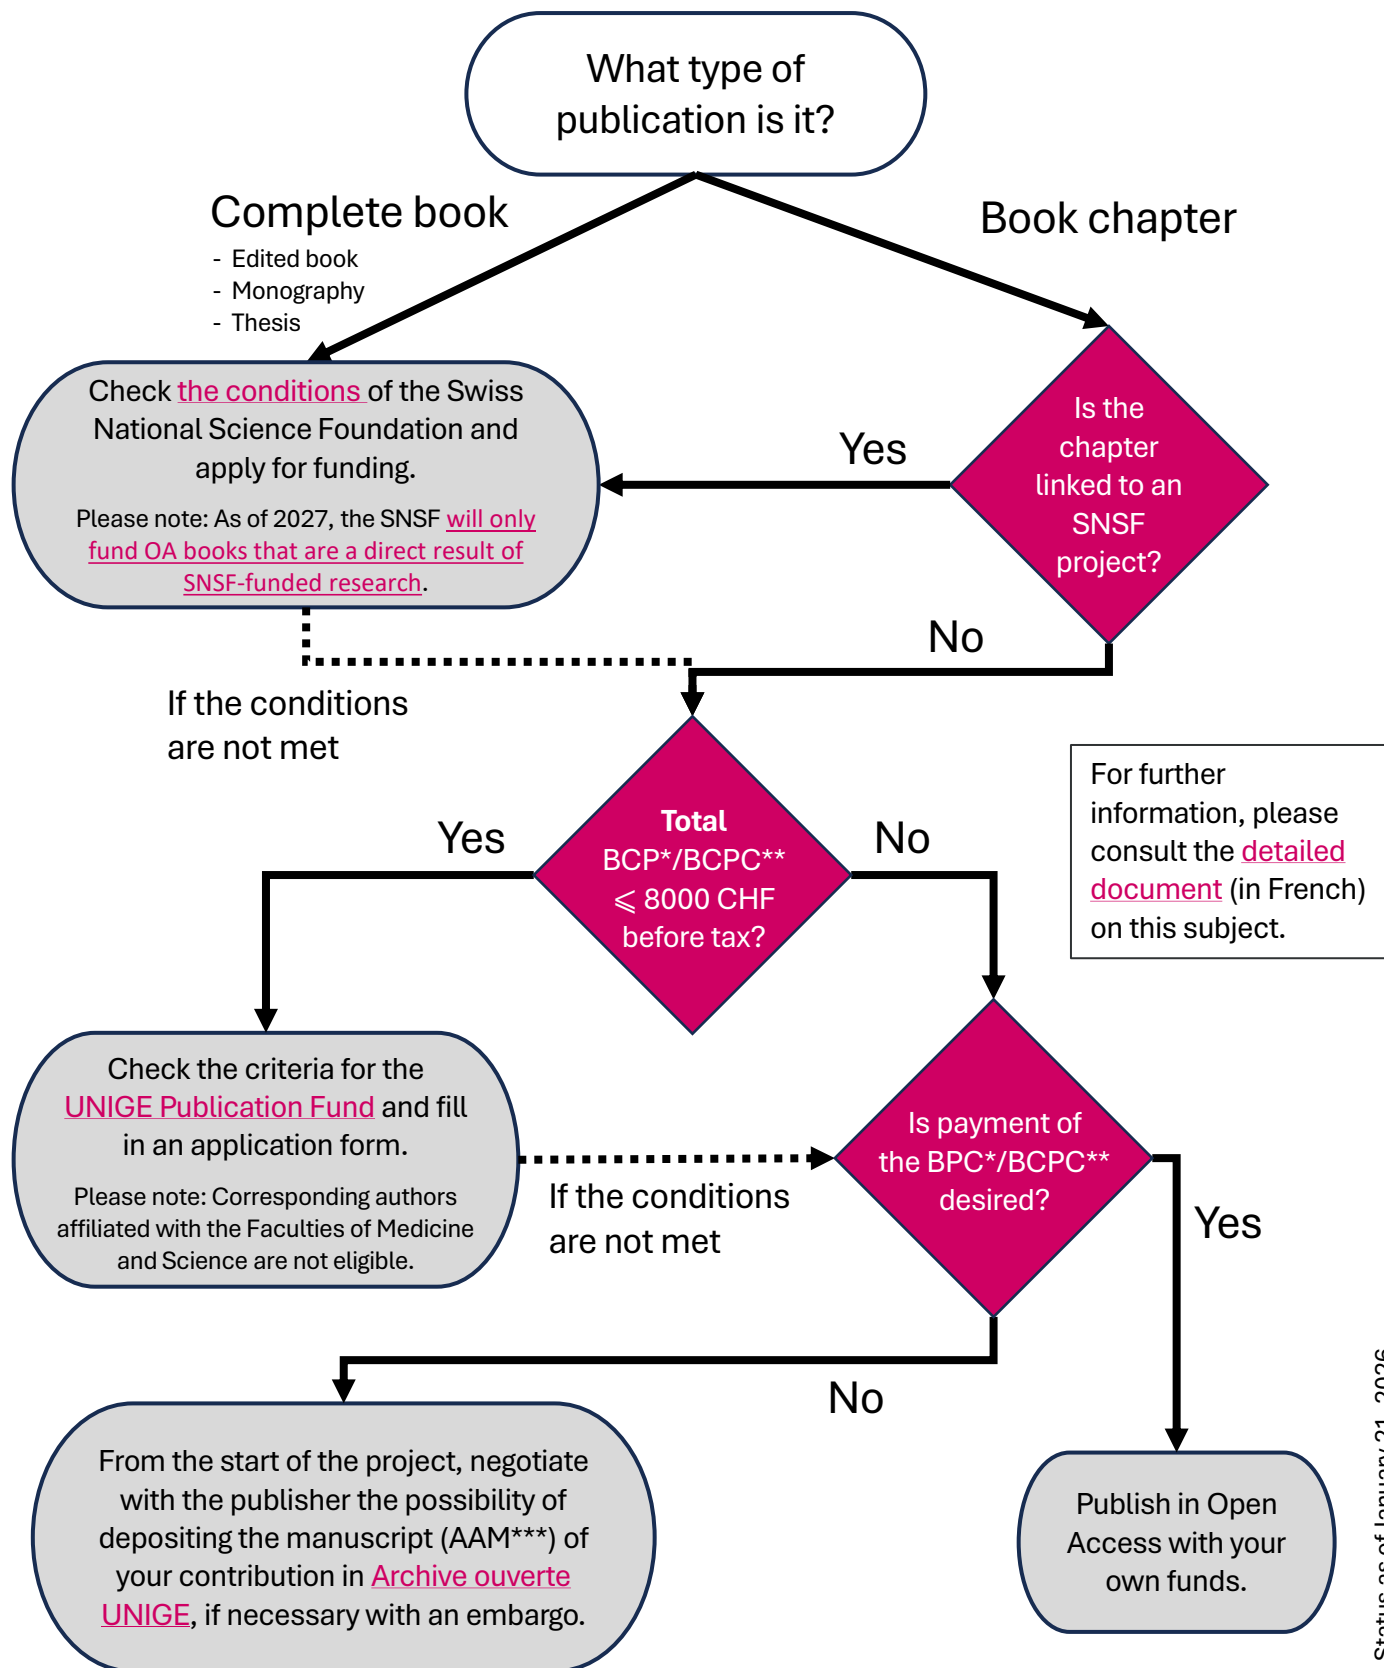 What type of
publication is it?
Complete book
- Edited book
- Monography
- Thesis
Book chapter
Check the conditions of the Swiss
National Science Foundation and
apply for funding.
Please note: As of 2027, the SNSF will only
fund OA books that are a direct result of
SNSF-funded research.
Yes
Is the
chapter
linked to an
SNSF
project?
No
If the conditions
are not met
For further
information, please
consult the detailed
document (in French)
on this subject.
Yes
Total
BCP*/BCPC**
⩽ 8000 CHF
before tax?
No
Check the criteria for the
UNIGE Publication Fund and fill
in an application form.
Please note: Corresponding authors
affiliated with the Faculties of Medicine
and Science are not eligible.
If the conditions
are not met
Is payment of
the BPC*/BCPC**
desired?
Yes
No
From the start of the project, negotiate
with the publisher the possibility of
depositing the manuscript (AAM***) of
your contribution in Archive ouverte
UNIGE, if necessary with an embargo.
Publish in Open
Access with your
own funds.
Status as of January 21, 2026